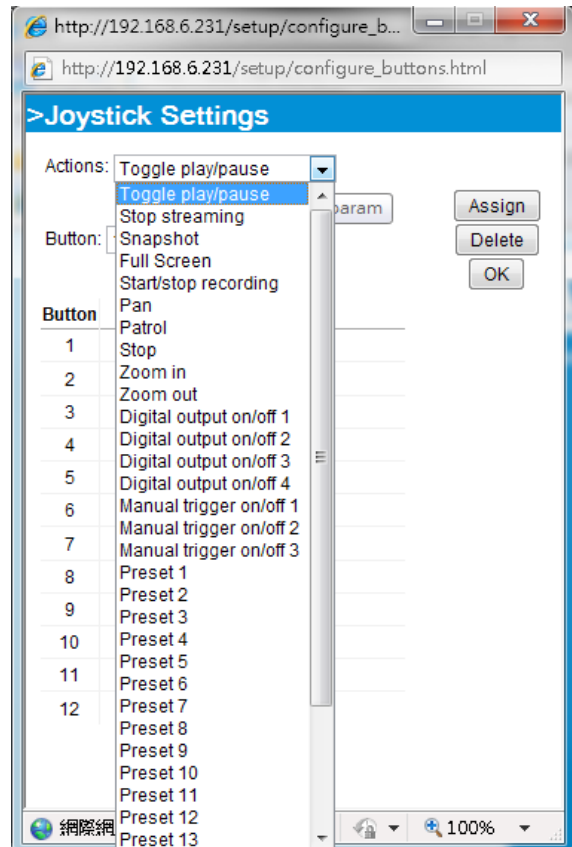 http://192.168.6.231/setup/configure_b...
http://192.168.6.231/setup/configure_buttons.html
>Joystick Settings
Actions: Toggle play/pause
Toggle play/pause
Stop streaming
param
Assign
Button:
Snapshot
Delete
Full Screen
OK
Start/stop recording
Button
Pan
Patrol
1
Stop
2
Zoom in
Zoom out
3
Digital output on/off 1
4
Digital output on/off 2
Digital output on/off 3
5
Digital output on/off 4
6
Manual trigger on/off 1
Manual trigger on/off 2
7
Manual trigger on/off 3
8
Preset 1
Preset 2
9
Preset 3
10
Preset 4
Preset 5
11
Preset 6
12
Preset 7
Preset 8
Preset 9
Preset 10
Preset 11
Preset 12
Preset 13
網際網
100%